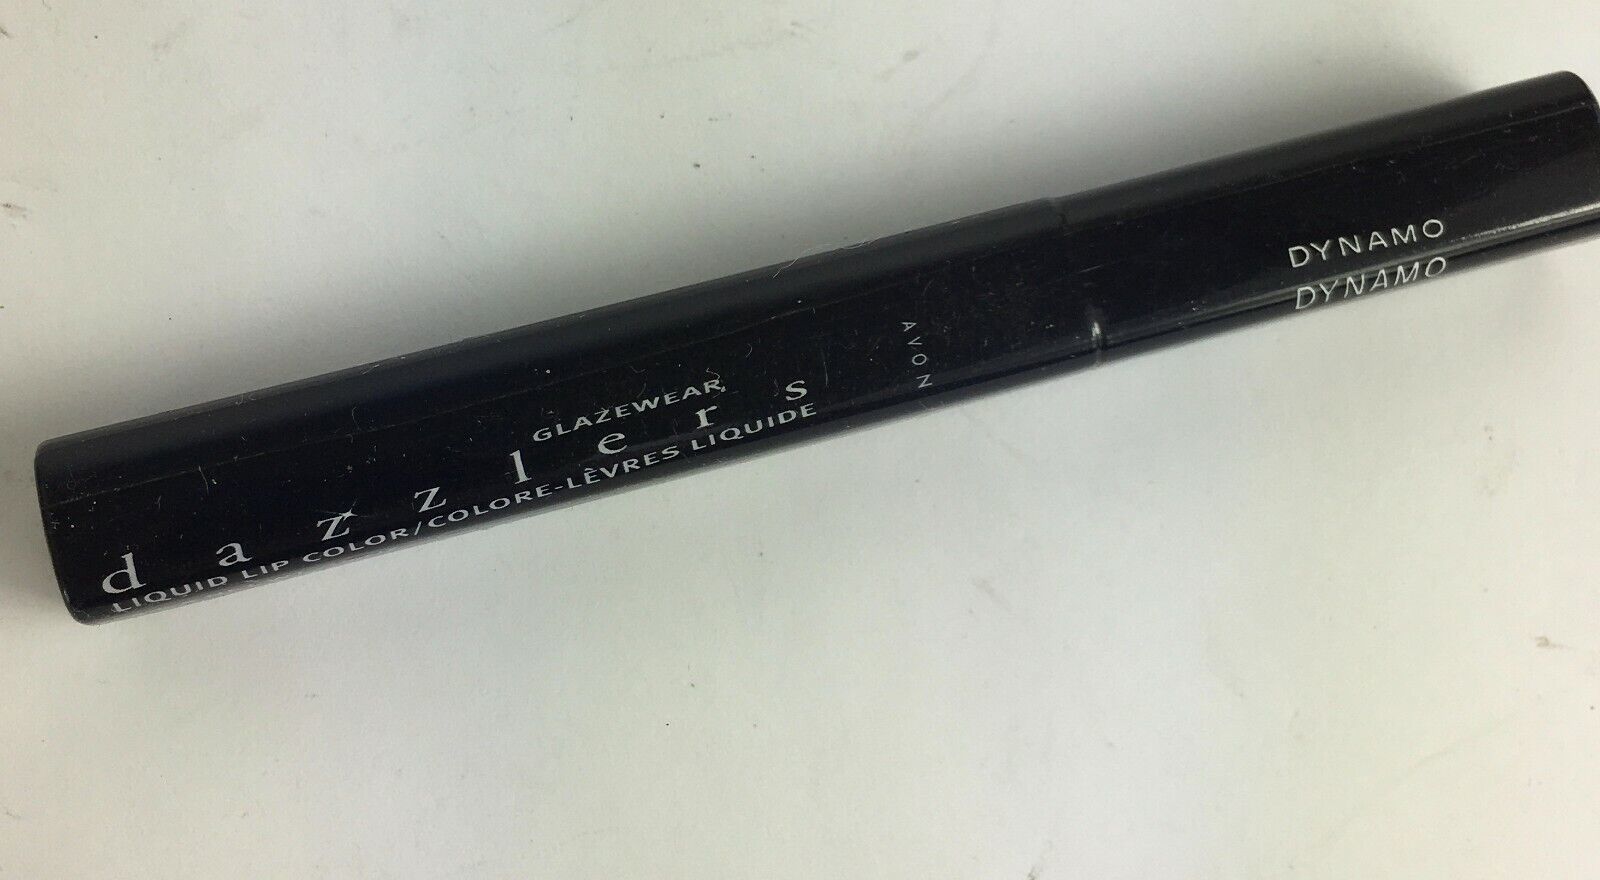 GLAZEWEAR
dazzlers
LIQUID LIP COLOR/COLORE-LÈVRES LIQUIDE
AVON
DYNAMO
DYNAMO